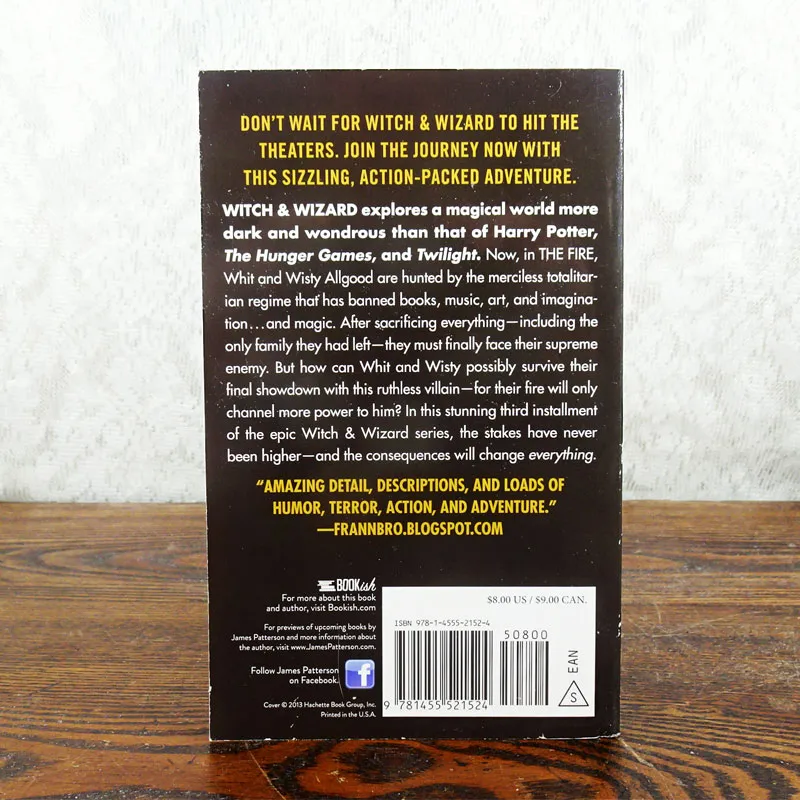 DON'T WAIT FOR WITCH & WIZARD TO HIT THE
THEATERS. JOIN THE JOURNEY NOW WITH
THIS SIZZLING, ACTION-PACKED ADVENTURE.
WITCH & WIZARD explores a magical world more
dark and wondrous than that of Harry Potter,
The Hunger Games, and Twilight. Now, in THE FIRE,
Whit and Wisty Allgood are hunted by the merciless totalitar-
ian regime that has banned books, music, art, and imagina-
tion...and magic. After sacrificing everything—including the
only family they had left—they must finally face their supreme
enemy. But how can Whit and Wisty possibly survive their
final showdown with this ruthless villain—for their fire will only
channel more power to him? In this stunning third installment
of the epic Witch & Wizard series, the stakes have never
been higher—and the consequences will change everything.
"AMAZING DETAIL, DESCRIPTIONS, AND LOADS OF
HUMOR, TERROR, ACTION, AND ADVENTURE."
—FRANNBRO.BLOGSPOT.COM
BOOKish
For more about this book
and author, visit Bookish.com
For previews of upcoming books by
James Patterson and more information about
the author, visit www.JamesPatterson.com.
Follow James Patterson
on Facebook.
f
Cover © 2013 Hachette Book Group, Inc.
Printed in the U.S.A.
$8.00 US / $9.00 CAN.
ISBN 978-1-4555-2152-4
50800
9 781455 521524
EAN
S